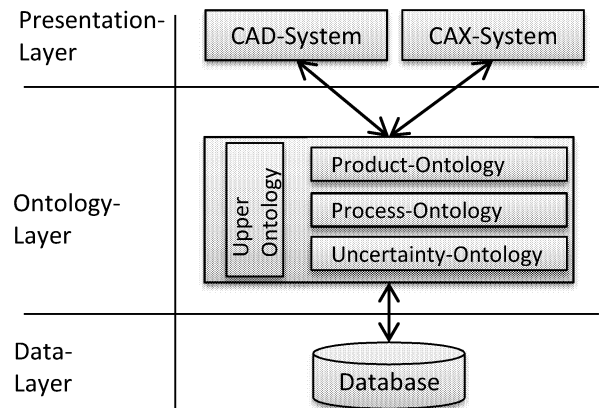 Presentation-
Layer
CAD-System
CAX-System
Ontology-
Layer
Upper
Ontology
Product-Ontology
Process-Ontology
Uncertainty-Ontology
Data-
Layer
Database